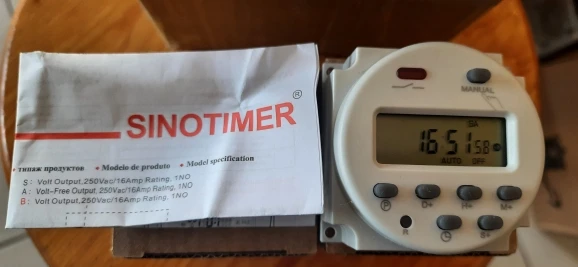 SINOTIMER®
типаж продуктов • Modelo de produto • Model specification
S: Volt Output, 250Vac/16Amp Rating, 1NO
A: Volt-Free Output, 250Vac/16Amp Rating, 1NO
B: Volt Output, 250Vac/16Amp Rating, 1NO
MANUAL
SA
16 51 58
AUTO OFF
P D+ H+ M+
R S+